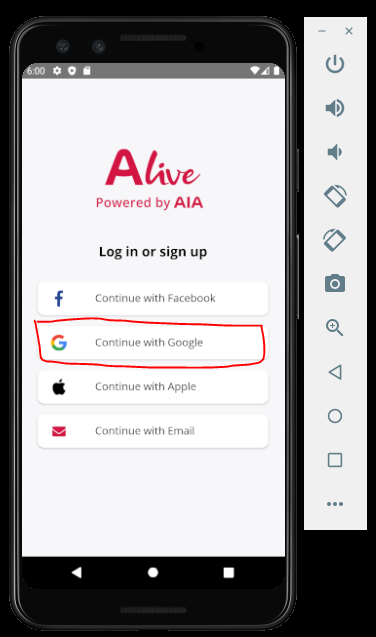 6:00
Alive
Powered by AIA
Log in or sign up
Continue with Facebook
Continue with Google
Continue with Apple
Continue with Email